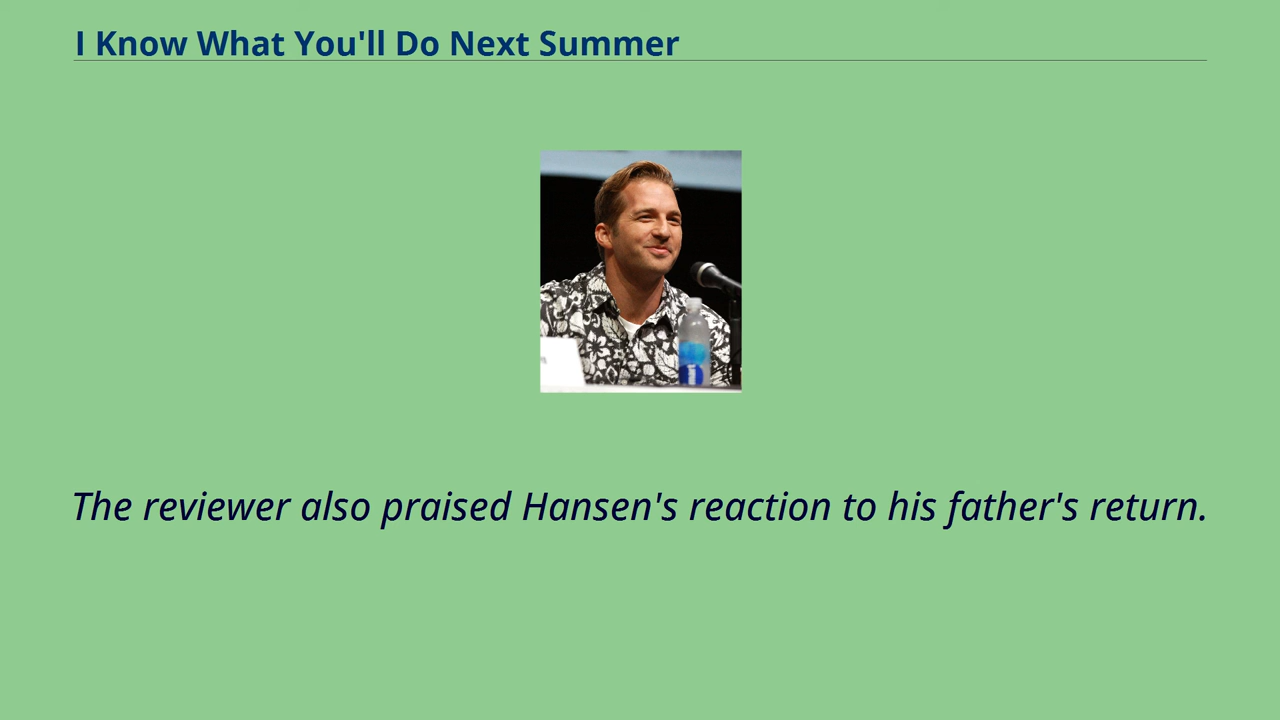 I Know What You'll Do Next Summer
The reviewer also praised Hansen's reaction to his father's return.